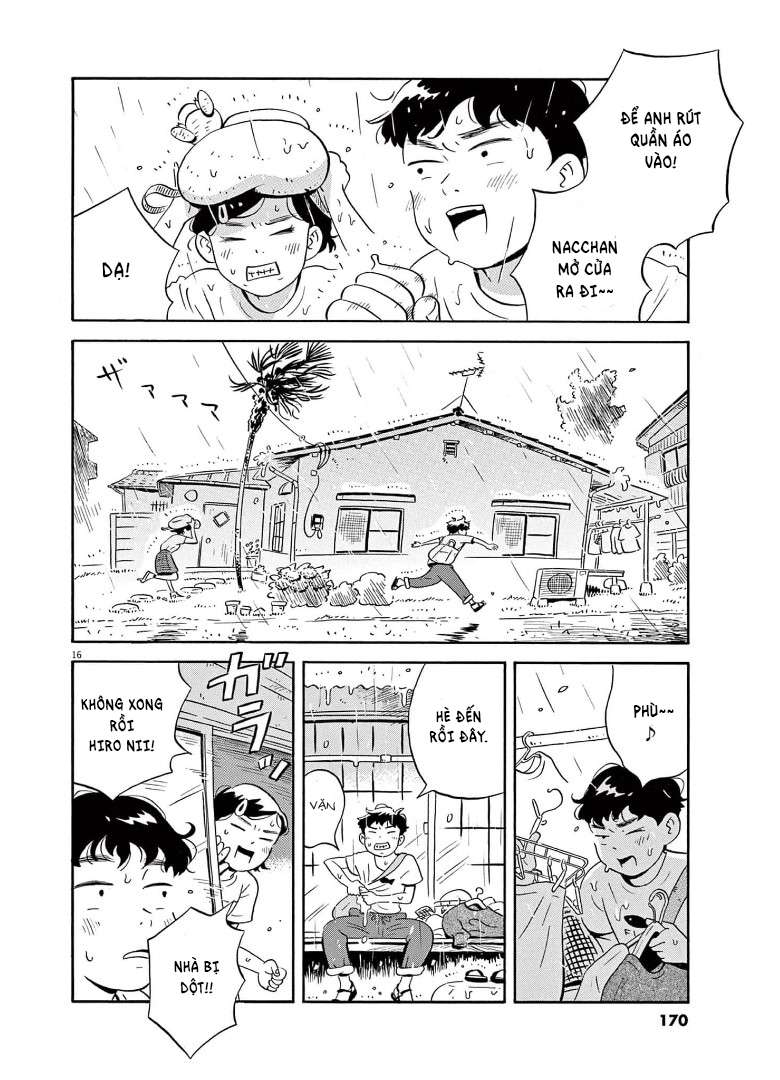 ĐỂ ANH RÚT
QUẦN ÁO
VÀO!
NACCHAN
MỞ CỬA
RA ĐI~~
DẠ!
ザァァァァ
16
PHÙ~~
♪
HÈ ĐẾN
RỒI ĐÂY.
VẶN
ガラッ
KHÔNG XONG
RỒI
HIRO NII!
NHÀ BỊ
DỘT!!
170